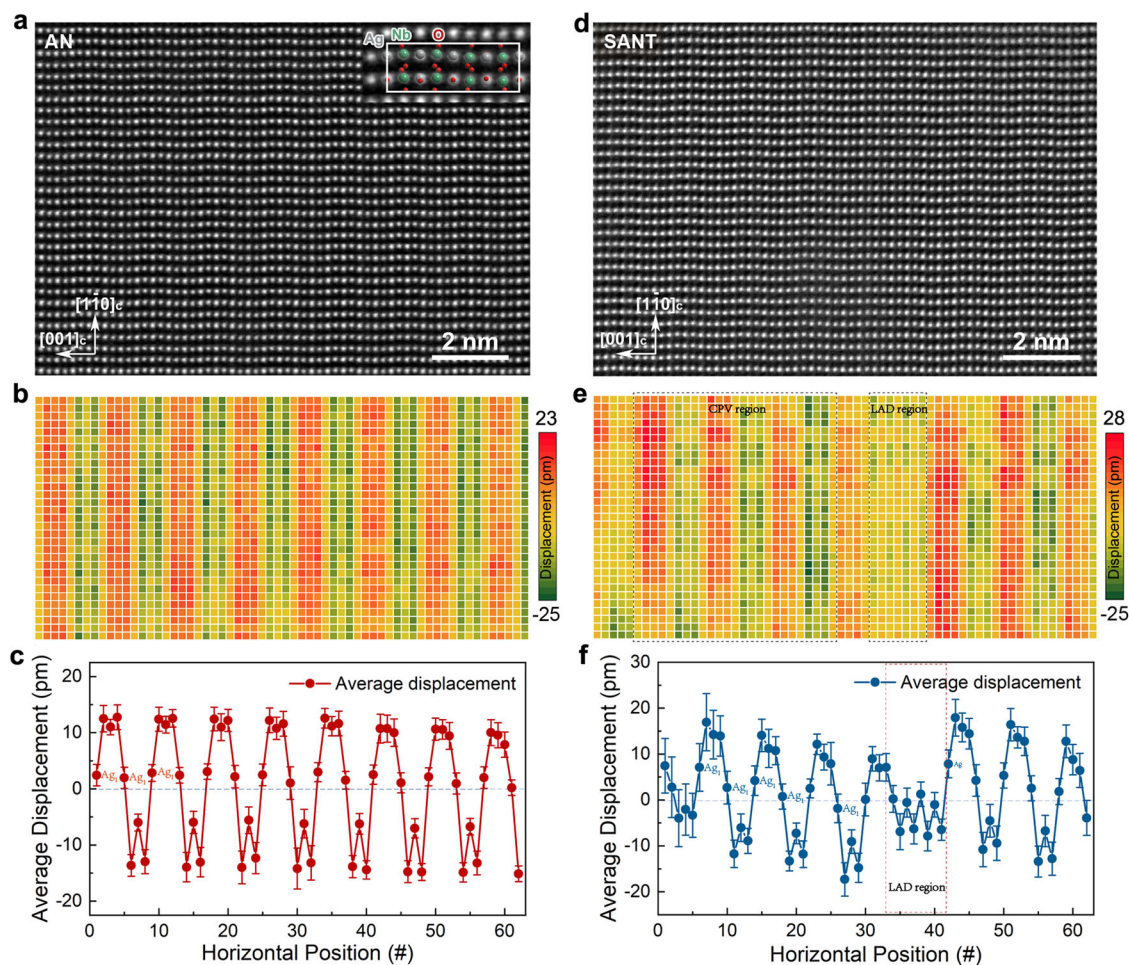 a
AN
Ag Nb O
[11̄0]c
[001]c
2 nm
d
SANT
[11̄0]c
[001]c
2 nm
b
23
Displacement (pm)
-25
e
CPV region
LAD region
28
Displacement (pm)
-25
c
Average displacement
Average Displacement (pm)
20
10
0
-10
-20
Ag₁ Ag₁ Ag₁
0 10 20 30 40 50 60
Horizontal Position (#)
f
Average displacement
Average Displacement (pm)
30
20
10
0
-10
-20
Ag₁ Ag₁ Ag₁ Ag₁ Ag₁ Ag
LAD region
0 10 20 30 40 50 60
Horizontal Position (#)